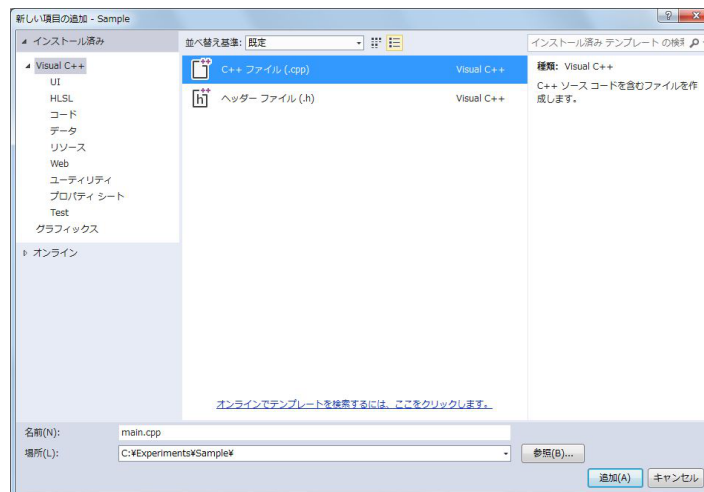 新しい項目の追加 - Sample
インストール済み
並べ替え基準: 既定
インストール済み テンプレート の検
Visual C++
UI
HLSL
コード
データ
リソース
Web
ユーティリティ
プロパティ シート
Test
グラフィックス
オンライン
C++ ファイル (.cpp) Visual C++
ヘッダー ファイル (.h) Visual C++
種類: Visual C++
C++ ソース コードを含むファイルを作
成します。
オンラインでテンプレートを検索するには、ここをクリックします。
名前(N): main.cpp
場所(L): C:¥Experiments¥Sample¥
参照(B)...
追加(A) キャンセル